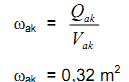 ωak = Qak / Vak
ωak = 0,32 m²